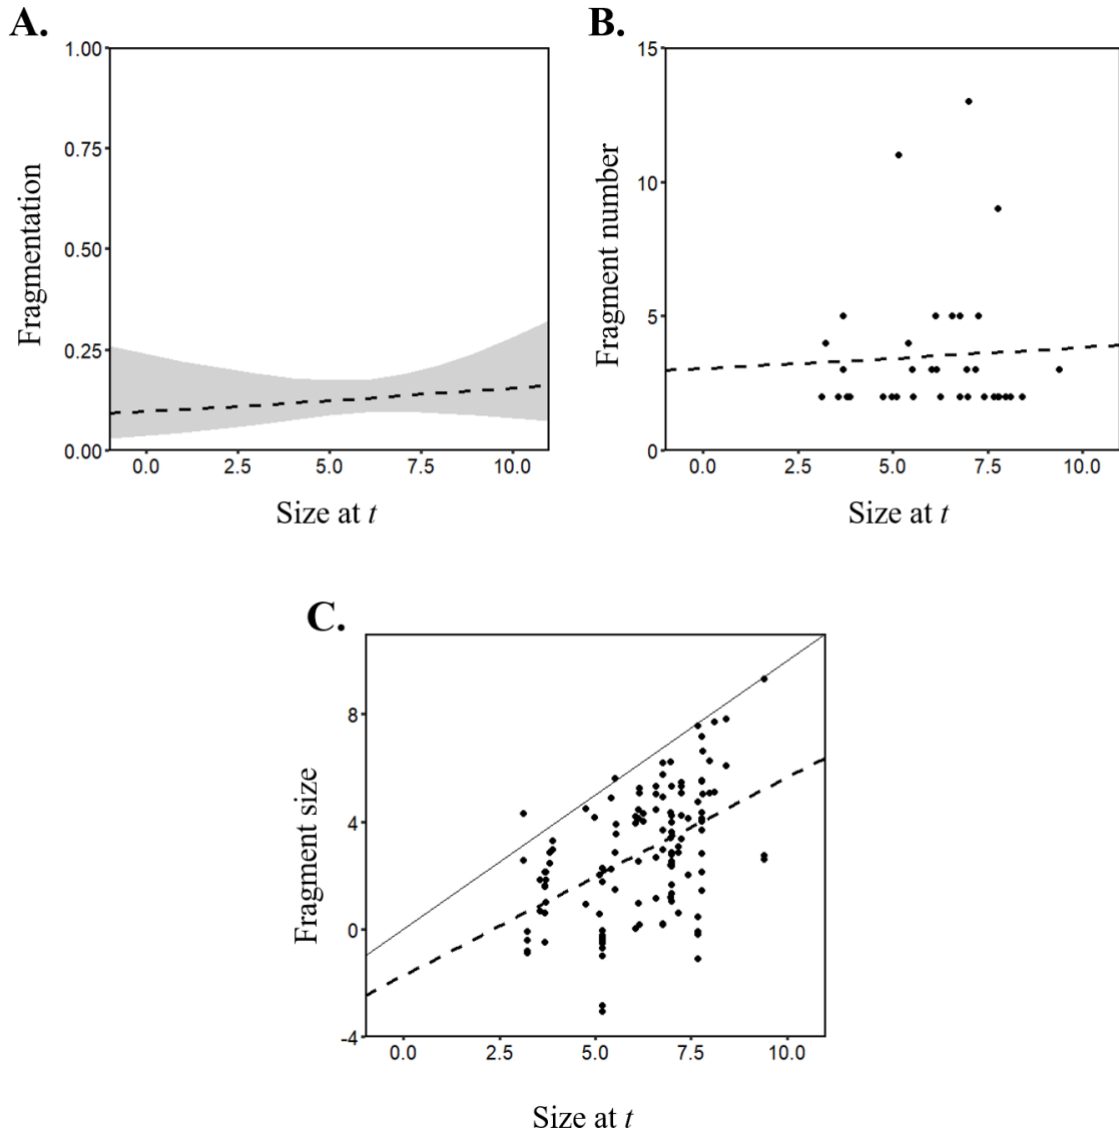 A.
1.00
0.75
0.50
0.25
0.00
Fragmentation
0.0 2.5 5.0 7.5 10.0
Size at t
B.
15
10
5
0
Fragment number
0.0 2.5 5.0 7.5 10.0
Size at t
C.
8
4
0
-4
Fragment size
0.0 2.5 5.0 7.5 10.0
Size at t